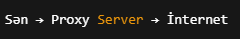 Sən → Proxy Server → İnternet